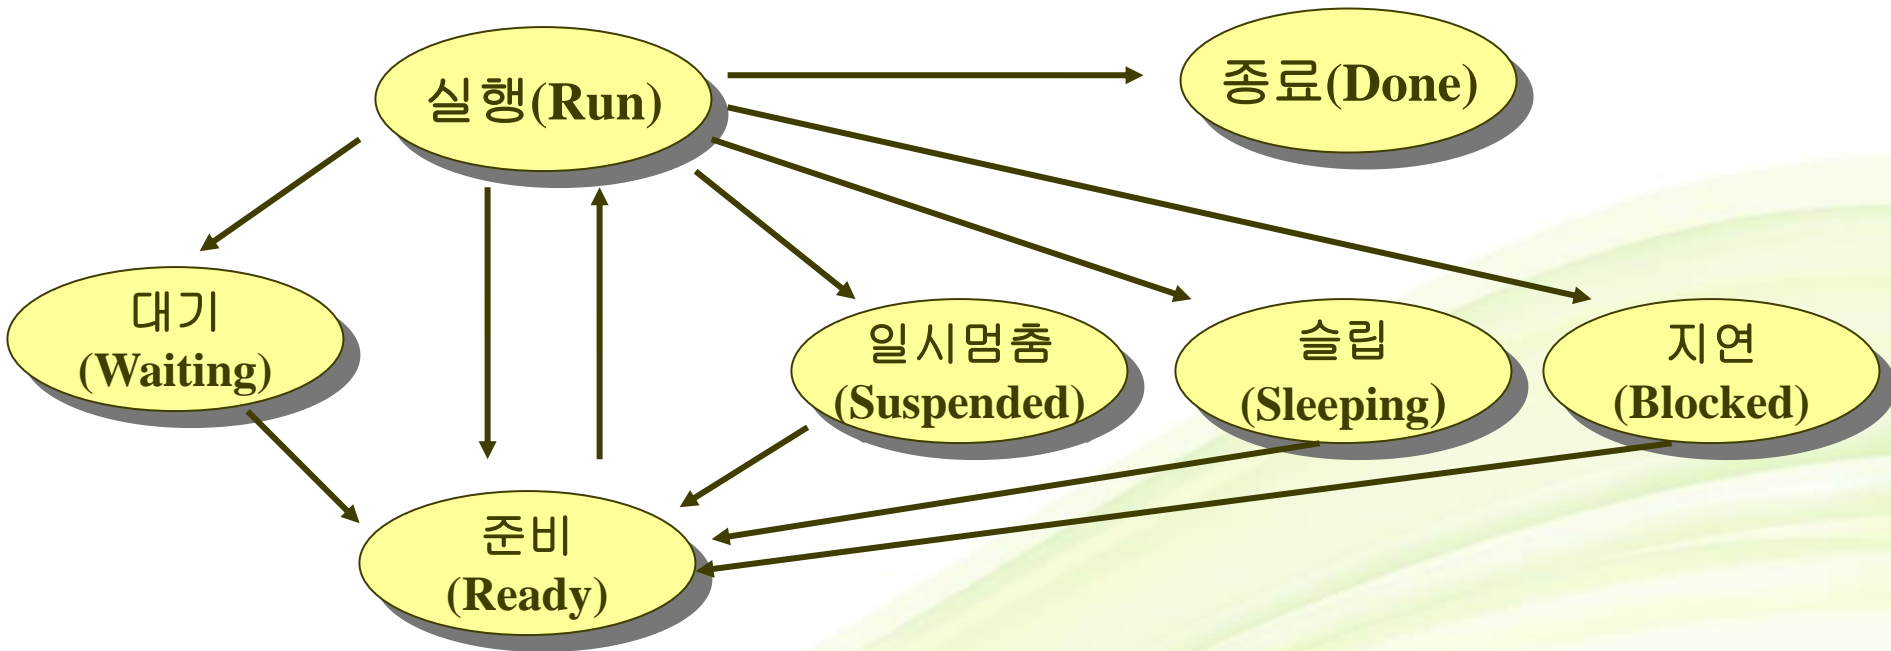 실행(Run)
종료(Done)
대기
(Waiting)
일시멈춤
(Suspended)
슬립
(Sleeping)
지연
(Blocked)
준비
(Ready)